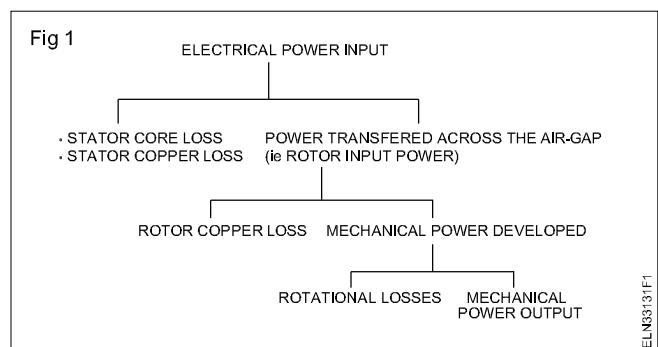 Fig 1
ELECTRICAL POWER INPUT
• STATOR CORE LOSS
• STATOR COPPER LOSS
POWER TRANSFERED ACROSS THE AIR-GAP
(ie ROTOR INPUT POWER)
ROTOR COPPER LOSS
MECHANICAL POWER DEVELOPED
ROTATIONAL LOSSES
MECHANICAL
POWER OUTPUT
ELN33131F1